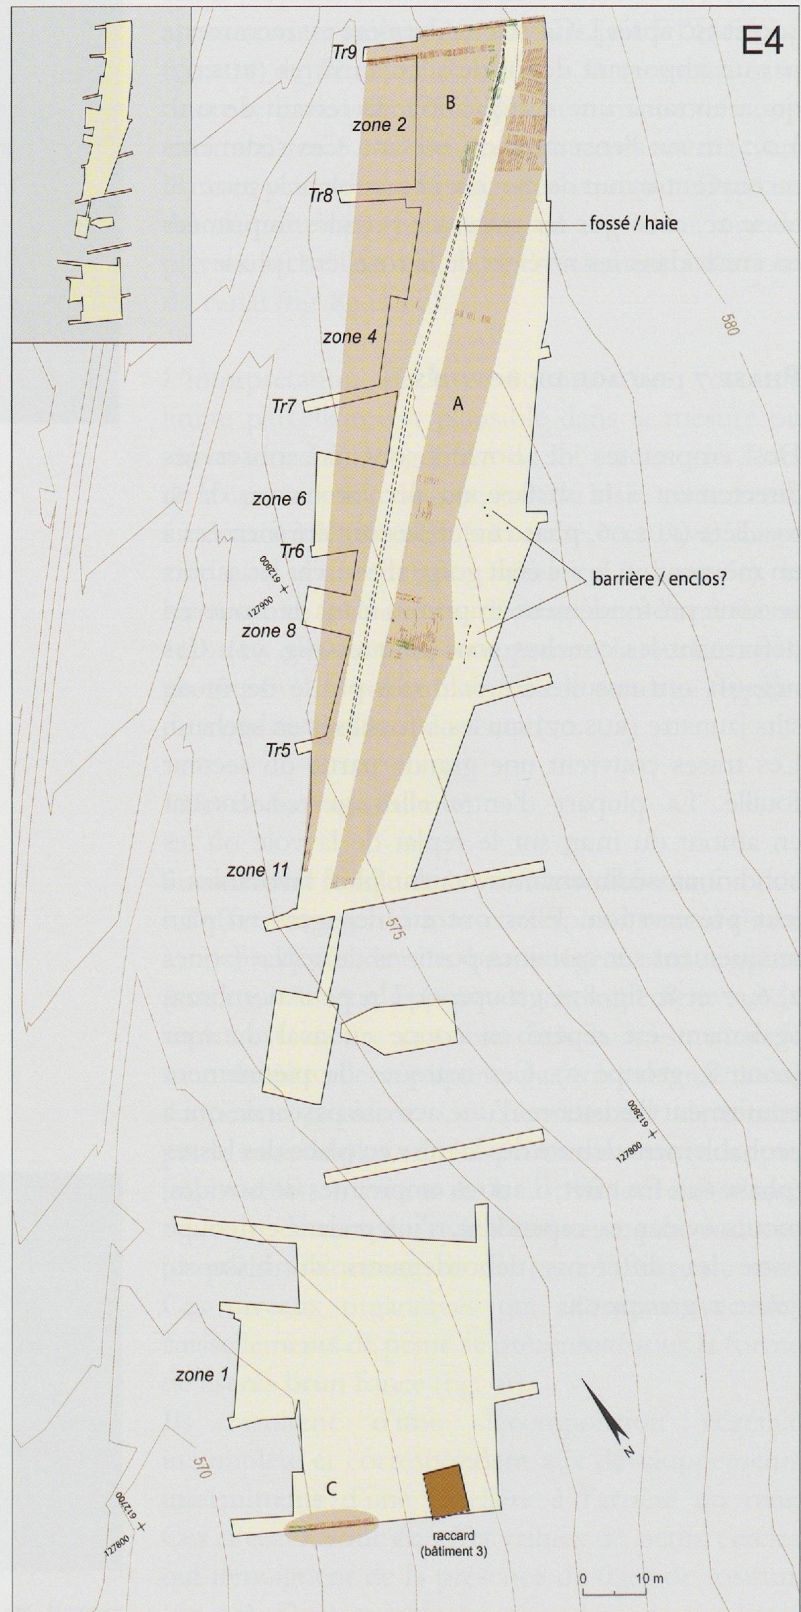 E4
Tr9
B
zone 2
Tr8
fossé / haie
580
zone 4
Tr7
A
zone 6
Tr6
612800
127900
barrière / enclos?
zone 8
Tr5
zone 11
575
612800
127800
zone 1
N
570
C
612700
127800
raccard
(bâtiment 3)
0 10 m